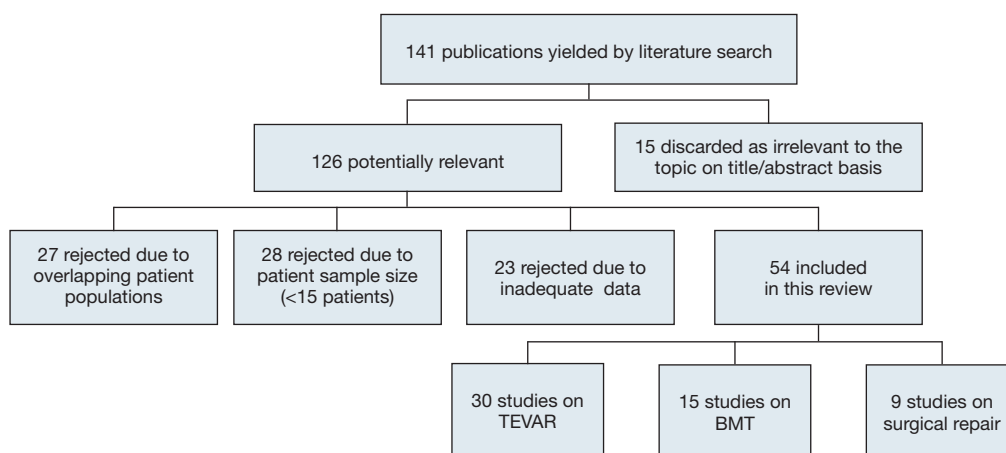 141 publications yielded by literature search
126 potentially relevant
15 discarded as irrelevant to the
topic on title/abstract basis
27 rejected due to
overlapping patient
populations
28 rejected due to
patient sample size
(<15 patients)
23 rejected due to
inadequate data
54 included
in this review
30 studies on
TEVAR
15 studies on
BMT
9 studies on
surgical repair